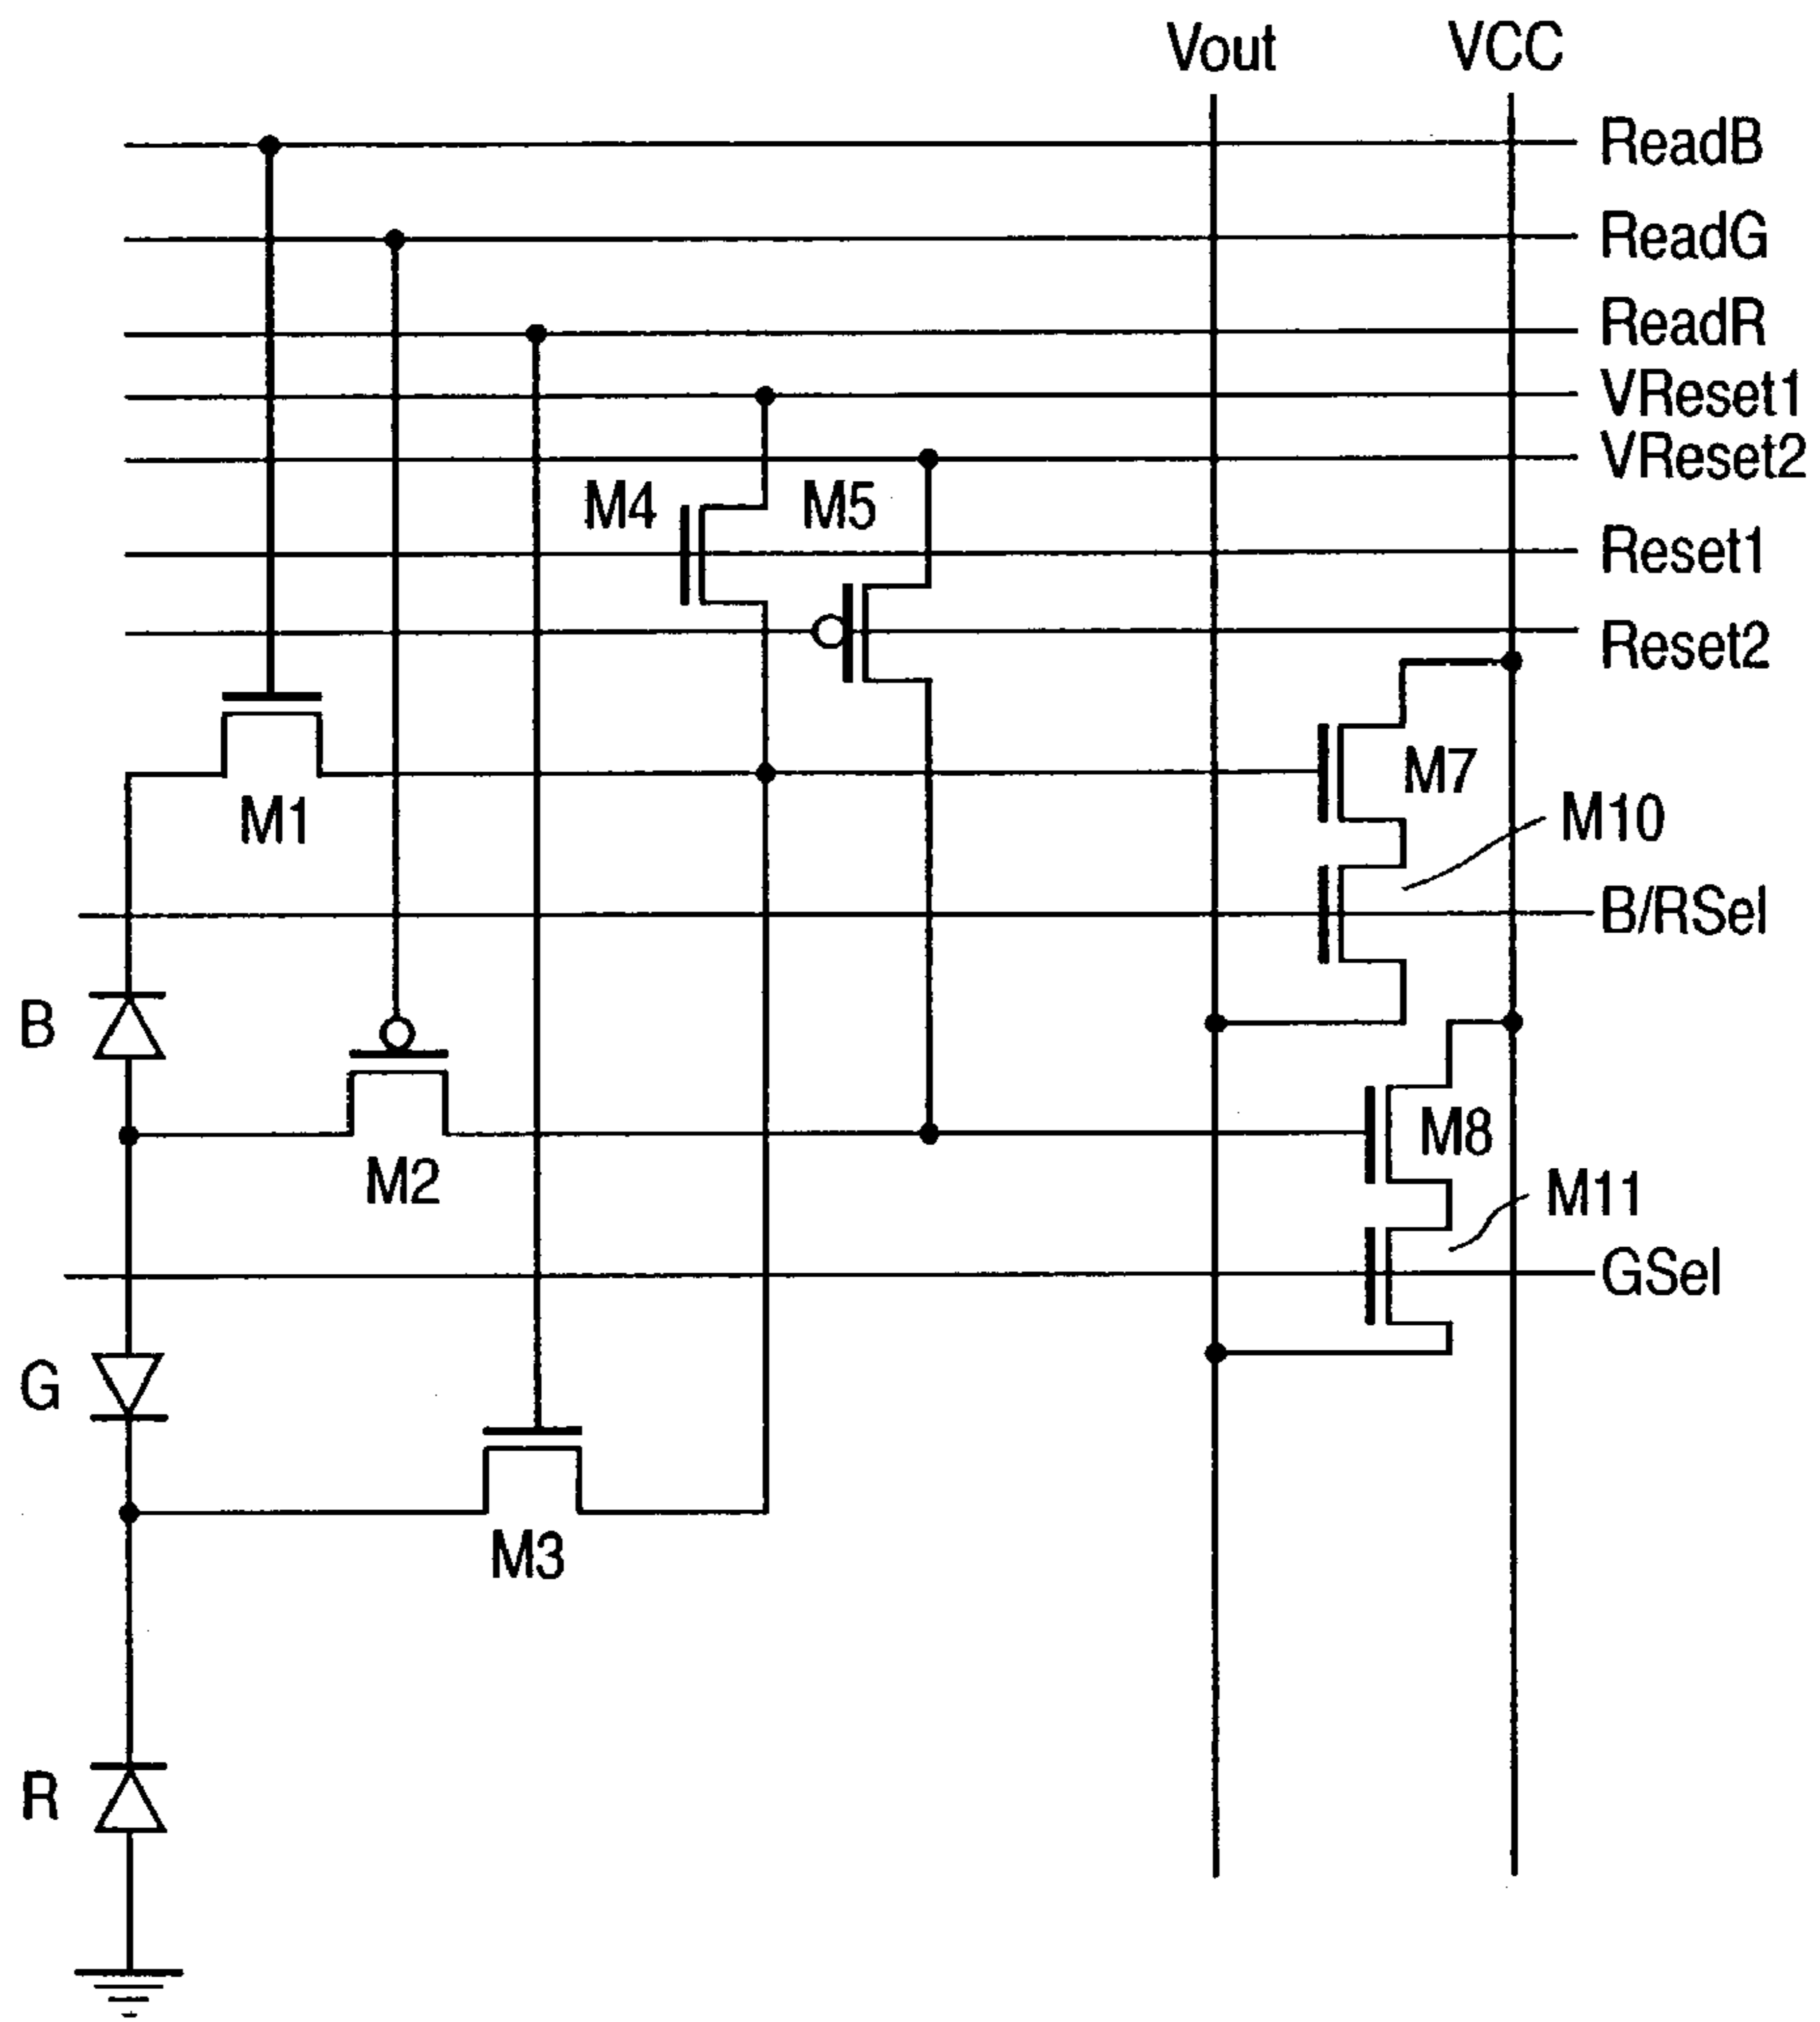 Vout VCC
ReadB
ReadG
ReadR
VReset1
VReset2
M4 M5
Reset1
Reset2
M7
M1
M10
B/RSel
B
M8
M2
M11
GSel
G
M3
R